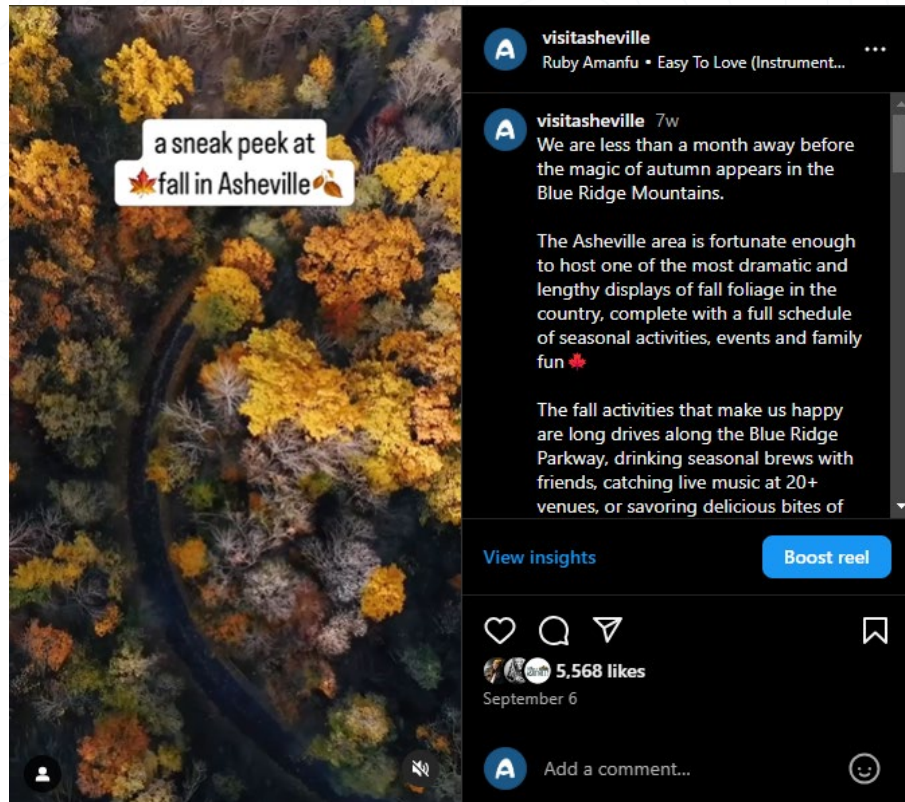 a sneak peek at
🍁fall in Asheville🍂
visitasheville
Ruby Amanfu • Easy To Love (Instrument...
visitasheville 7w
We are less than a month away before
the magic of autumn appears in the
Blue Ridge Mountains.
The Asheville area is fortunate enough
to host one of the most dramatic and
lengthy displays of fall foliage in the
country, complete with a full schedule
of seasonal activities, events and family
fun 🍁
The fall activities that make us happy
are long drives along the Blue Ridge
Parkway, drinking seasonal brews with
friends, catching live music at 20+
venues, or savoring delicious bites of
View insights
Boost reel
5,568 likes
September 6
Add a comment...